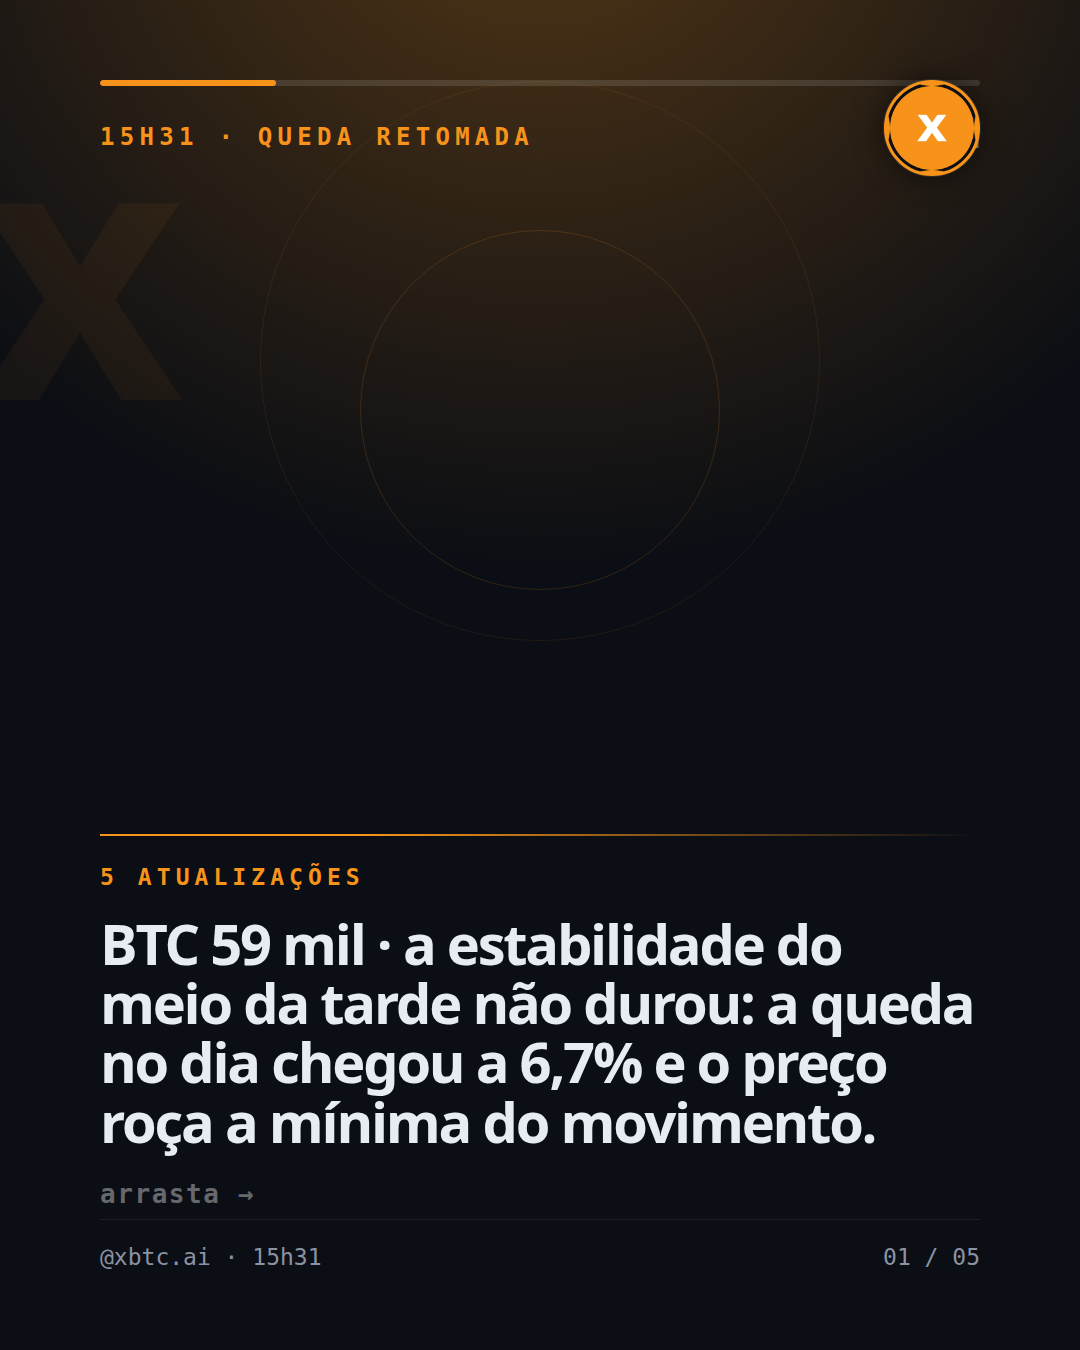 15H31 · QUEDA RETOMADA
X
X
5 ATUALIZAÇÕES
BTC 59 mil · a estabilidade do
meio da tarde não durou: a queda
no dia chegou a 6,7% e o preço
roça a mínima do movimento.
arrasta →
@xbtc.ai · 15h31
01 / 05